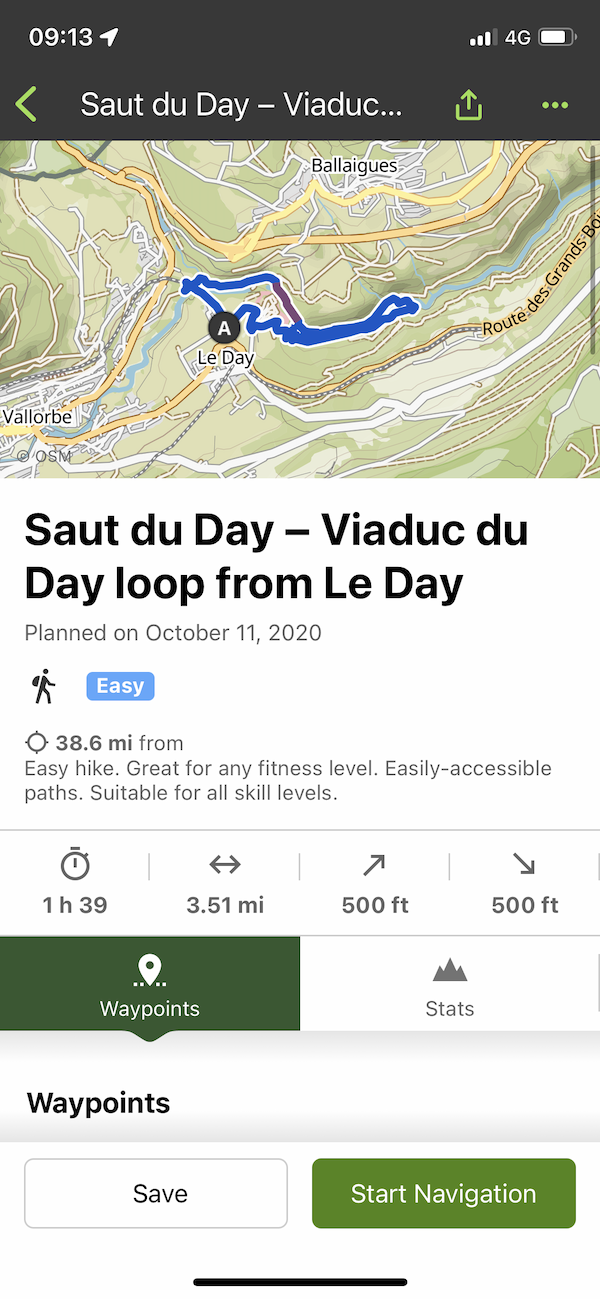 09:13
4G
Saut du Day – Viaduc...
Ballaigues
Route des Grands Boi
A
Le Day
Vallorbe
© OSM
Saut du Day – Viaduc du
Day loop from Le Day
Planned on October 11, 2020
Easy
38.6 mi from
Easy hike. Great for any fitness level. Easily-accessible
paths. Suitable for all skill levels.
1 h 39
3.51 mi
500 ft
500 ft
Waypoints
Stats
Waypoints
Save
Start Navigation